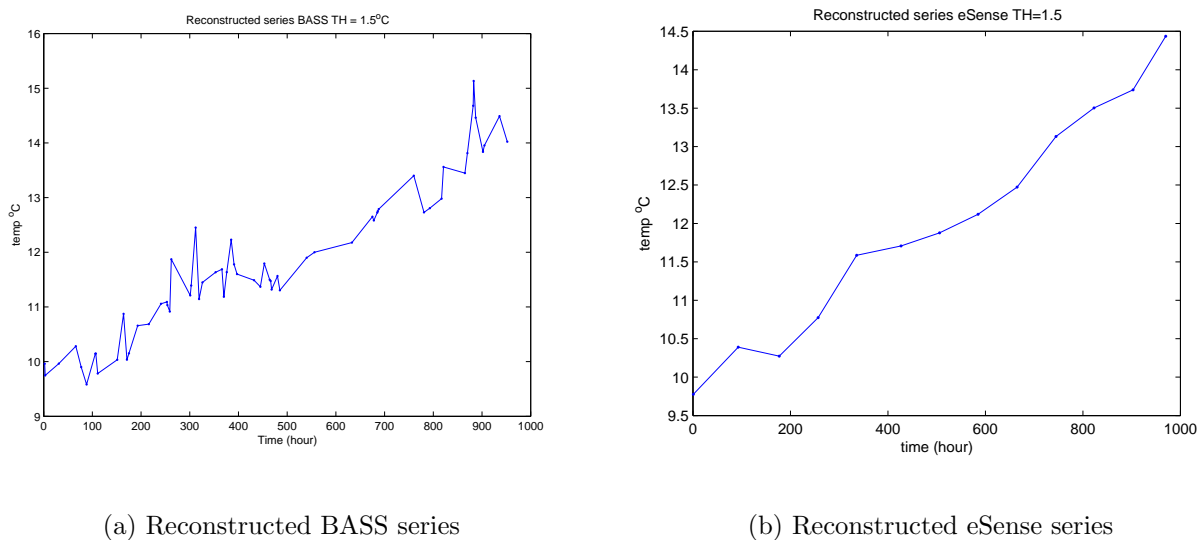 Reconstructed series BASS TH = 1.5°C
16
15
14
13
12
11
10
9
temp °C
0 100 200 300 400 500 600 700 800 900 1000
Time (hour)
(a) Reconstructed BASS series
Reconstructed series eSense TH=1.5
14.5
14
13.5
13
12.5
12
11.5
11
10.5
10
9.5
temp °C
0 200 400 600 800 1000
time (hour)
(b) Reconstructed eSense series